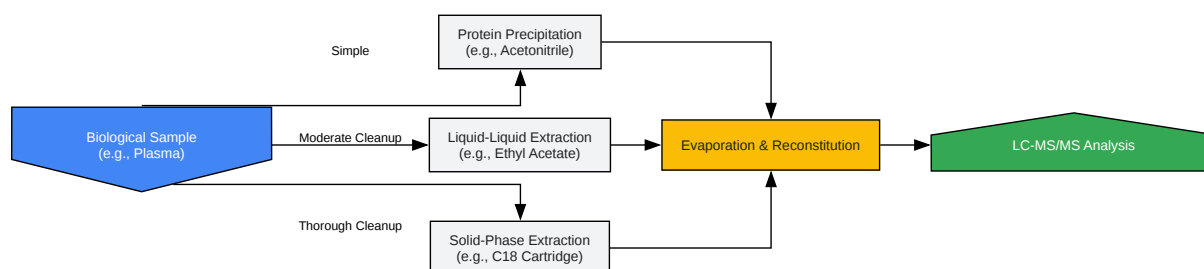 Simple
Protein Precipitation
(e.g., Acetonitrile)
Biological Sample
(e.g., Plasma)
Moderate Cleanup
Liquid-Liquid Extraction
(e.g., Ethyl Acetate)
Evaporation & Reconstitution
LC-MS/MS Analysis
Thorough Cleanup
Solid-Phase Extraction
(e.g., C18 Cartridge)